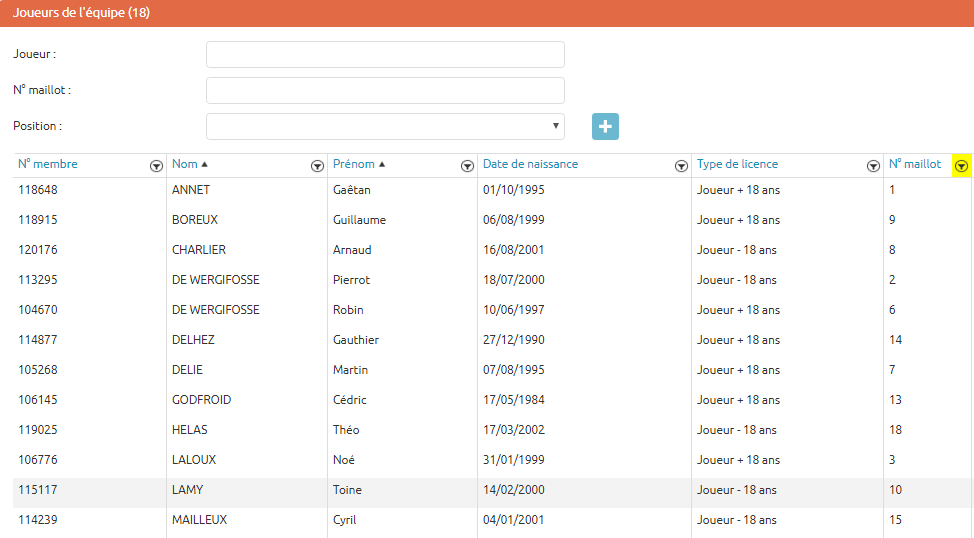 Joueurs de l'équipe (18)
Joueur :
N° maillot :
Position :
N° membre Nom Prénom Date de naissance Type de licence N° maillot
118648 ANNET Gaêtan 01/10/1995 Joueur + 18 ans 1
118915 BOREUX Guillaume 06/08/1999 Joueur + 18 ans 9
120176 CHARLIER Arnaud 16/08/2001 Joueur - 18 ans 8
113295 DE WERGIFOSSE Pierrot 18/07/2000 Joueur - 18 ans 2
104670 DE WERGIFOSSE Robin 10/06/1997 Joueur + 18 ans 6
114877 DELHEZ Gauthier 27/12/1990 Joueur + 18 ans 14
105268 DELIE Martin 07/08/1995 Joueur + 18 ans 7
106145 GODFROID Cédric 17/05/1984 Joueur + 18 ans 13
119025 HELAS Théo 17/03/2002 Joueur - 18 ans 18
106776 LALOUX Noé 31/01/1999 Joueur + 18 ans 3
115117 LAMY Toine 14/02/2000 Joueur - 18 ans 10
114239 MAILLEUX Cyril 04/01/2001 Joueur - 18 ans 15